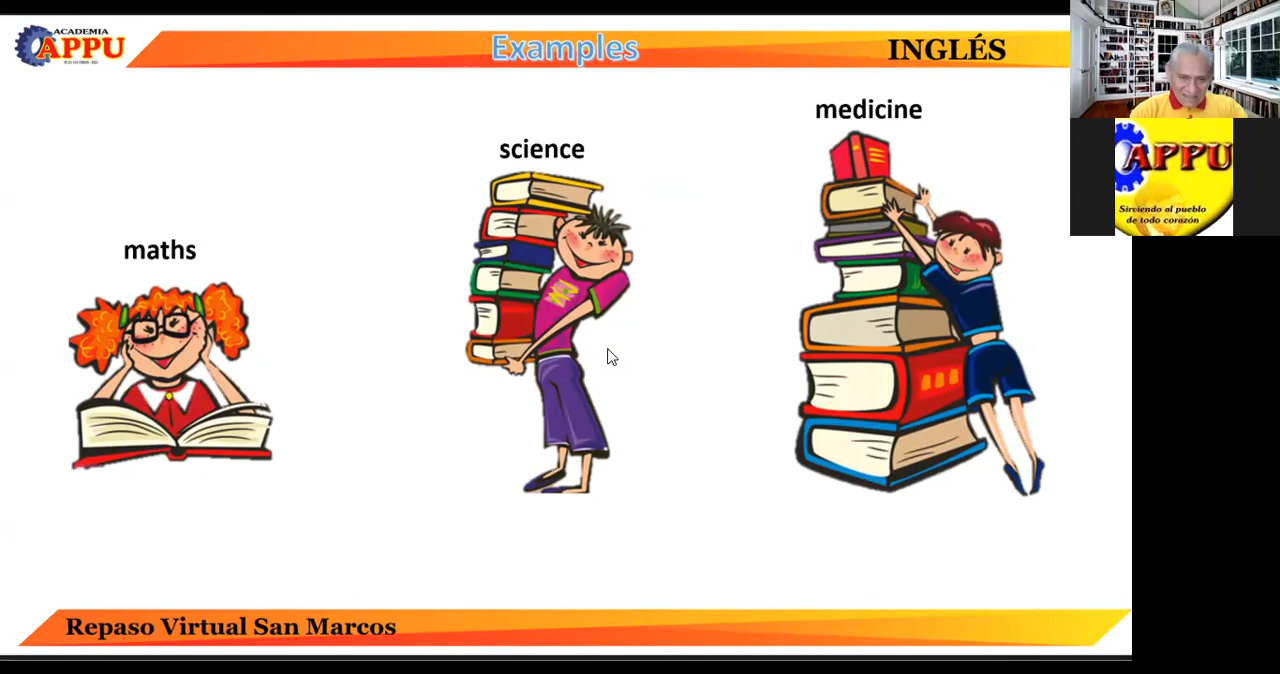 ACADEMIA
APPU
Examples
INGLÉS
medicine
science
maths
APPU
Sirviendo al pueblo
de todo corazón
Repaso Virtual San Marcos